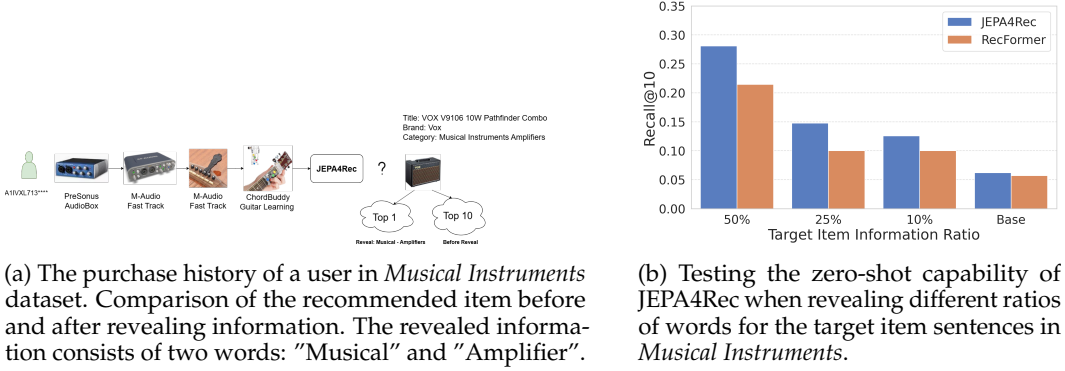 Title: VOX V9106 10W Pathfinder Combo
Brand: Vox
Category: Musical Instruments Amplifiers
A1IVXL713****
PreSonus
AudioBox
M-Audio
Fast Track
M-Audio
Fast Track
ChordBuddy
Guitar Learning
JEPA4Rec
?
Top 1
Top 10
Reveal: Musical - Amplifiers
Before Reveal
(a) The purchase history of a user in Musical Instruments
dataset. Comparison of the recommended item before
and after revealing information. The revealed informa-
tion consists of two words: ”Musical” and ”Amplifier”.
0.35
0.30
0.25
0.20
0.15
0.10
0.05
0.00
Recall@10
JEPA4Rec
RecFormer
50%
25%
10%
Base
Target Item Information Ratio
(b) Testing the zero-shot capability of
JEPA4Rec when revealing different ratios
of words for the target item sentences in
Musical Instruments.